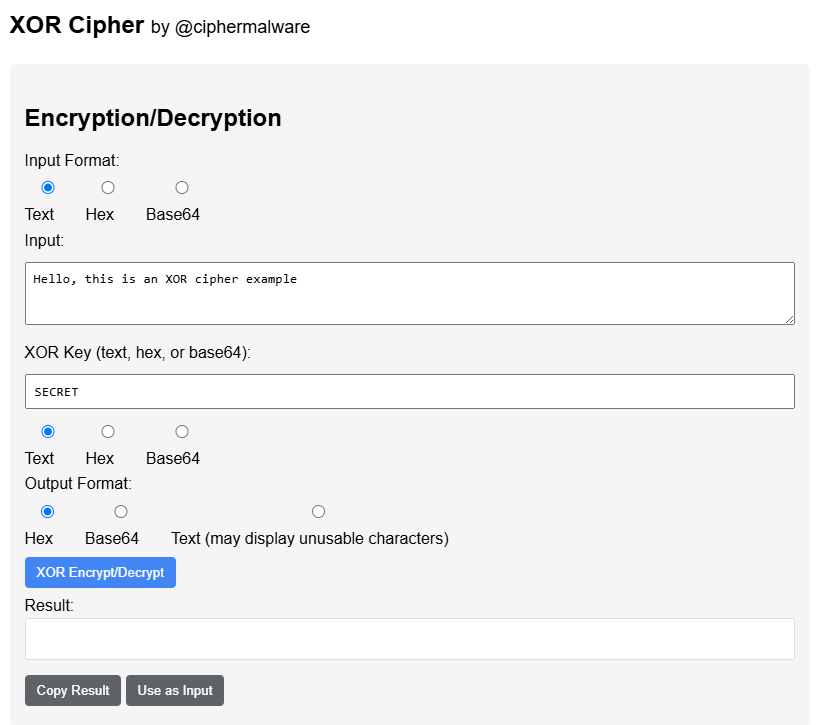 XOR Cipher by @ciphermalware
Encryption/Decryption
Input Format:
Text Hex Base64
Input:
Hello, this is an XOR cipher example
XOR Key (text, hex, or base64):
SECRET
Text Hex Base64
Output Format:
Hex Base64 Text (may display unusable characters)
XOR Encrypt/Decrypt
Result:
Copy Result Use as Input